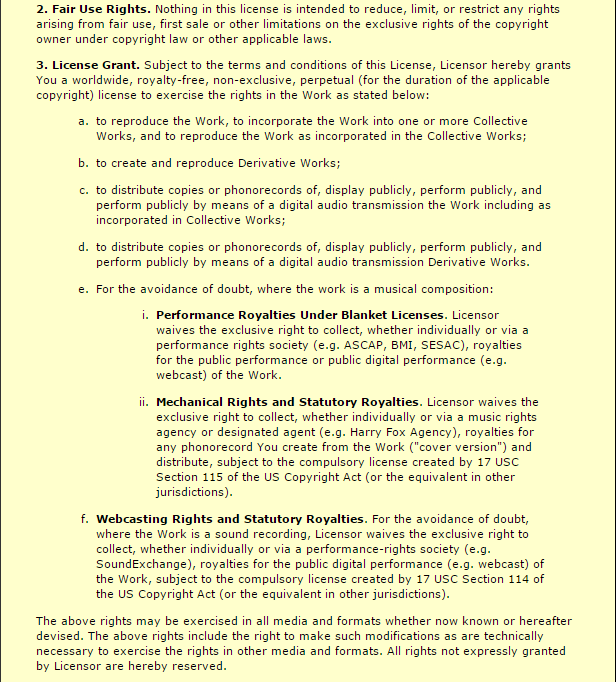 2. Fair Use Rights. Nothing in this license is intended to reduce, limit, or restrict any rights
arising from fair use, first sale or other limitations on the exclusive rights of the copyright
owner under copyright law or other applicable laws.
3. License Grant. Subject to the terms and conditions of this License, Licensor hereby grants
You a worldwide, royalty-free, non-exclusive, perpetual (for the duration of the applicable
copyright) license to exercise the rights in the Work as stated below:
a. to reproduce the Work, to incorporate the Work into one or more Collective
Works, and to reproduce the Work as incorporated in the Collective Works;
b. to create and reproduce Derivative Works;
c. to distribute copies or phonorecords of, display publicly, perform publicly, and
perform publicly by means of a digital audio transmission the Work including as
incorporated in Collective Works;
d. to distribute copies or phonorecords of, display publicly, perform publicly, and
perform publicly by means of a digital audio transmission Derivative Works.
e. For the avoidance of doubt, where the work is a musical composition:
i. Performance Royalties Under Blanket Licenses. Licensor
waives the exclusive right to collect, whether individually or via a
performance rights society (e.g. ASCAP, BMI, SESAC), royalties
for the public performance or public digital performance (e.g.
webcast) of the Work.
ii. Mechanical Rights and Statutory Royalties. Licensor waives the
exclusive right to collect, whether individually or via a music rights
agency or designated agent (e.g. Harry Fox Agency), royalties for
any phonorecord You create from the Work ("cover version") and
distribute, subject to the compulsory license created by 17 USC
Section 115 of the US Copyright Act (or the equivalent in other
jurisdictions).
f. Webcasting Rights and Statutory Royalties. For the avoidance of doubt,
where the Work is a sound recording, Licensor waives the exclusive right to
collect, whether individually or via a performance-rights society (e.g.
SoundExchange), royalties for the public digital performance (e.g. webcast) of
the Work, subject to the compulsory license created by 17 USC Section 114 of
the US Copyright Act (or the equivalent in other jurisdictions).
The above rights may be exercised in all media and formats whether now known or hereafter
devised. The above rights include the right to make such modifications as are technically
necessary to exercise the rights in other media and formats. All rights not expressly granted
by Licensor are hereby reserved.